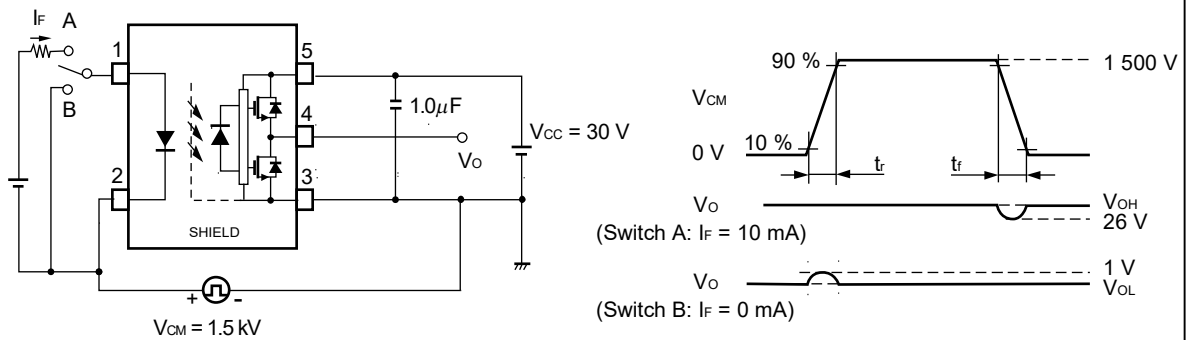 IF
A
B
1
2
5
4
3
SHIELD
1.0μF
VO
VCC = 30 V
+
-
VCM = 1.5 kV
90 %
VCM
10 %
0 V
1 500 V
tr
tf
VO
(Switch A: IF = 10 mA)
VOH
26 V
VO
(Switch B: IF = 0 mA)
1 V
VOL